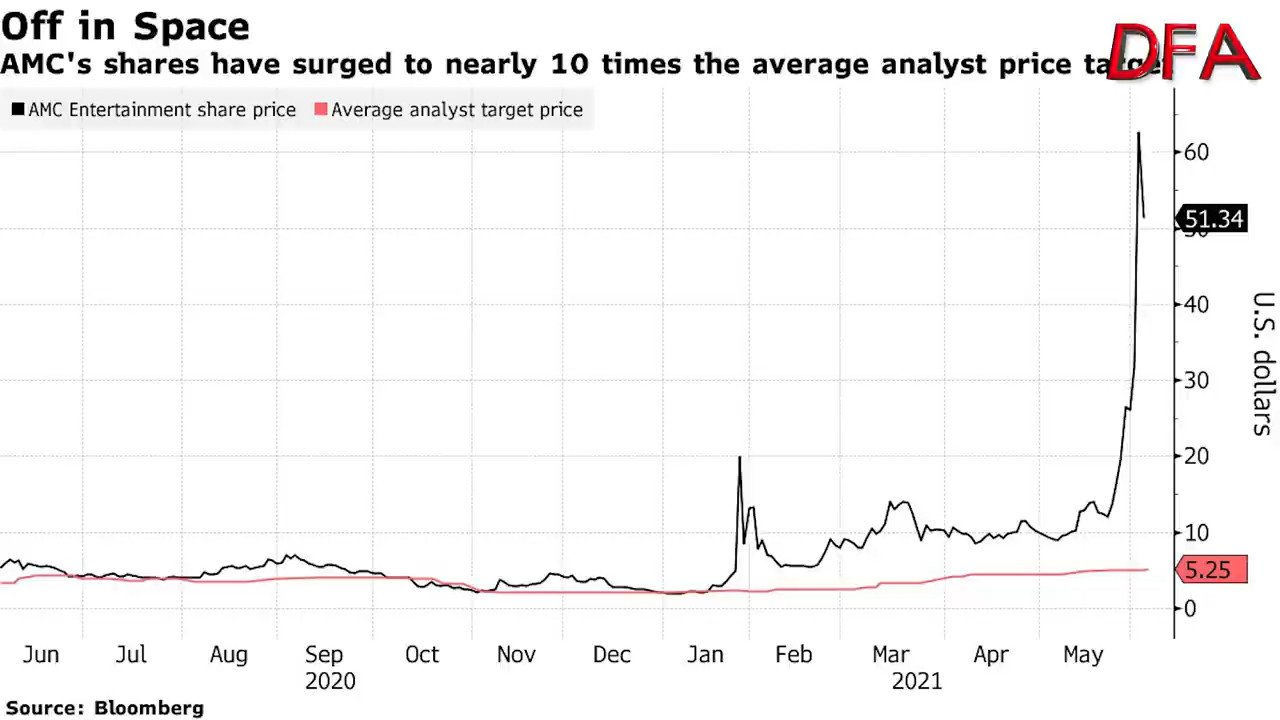 Off in Space
AMC's shares have surged to nearly 10 times the average analyst price target
DFA
AMC Entertainment share price Average analyst target price
60
51.34
50
40
30
20
10
5.25
0
U.S. dollars
Jun Jul Aug Sep Oct Nov Dec Jan Feb Mar Apr May
2020 2021
Source: Bloomberg